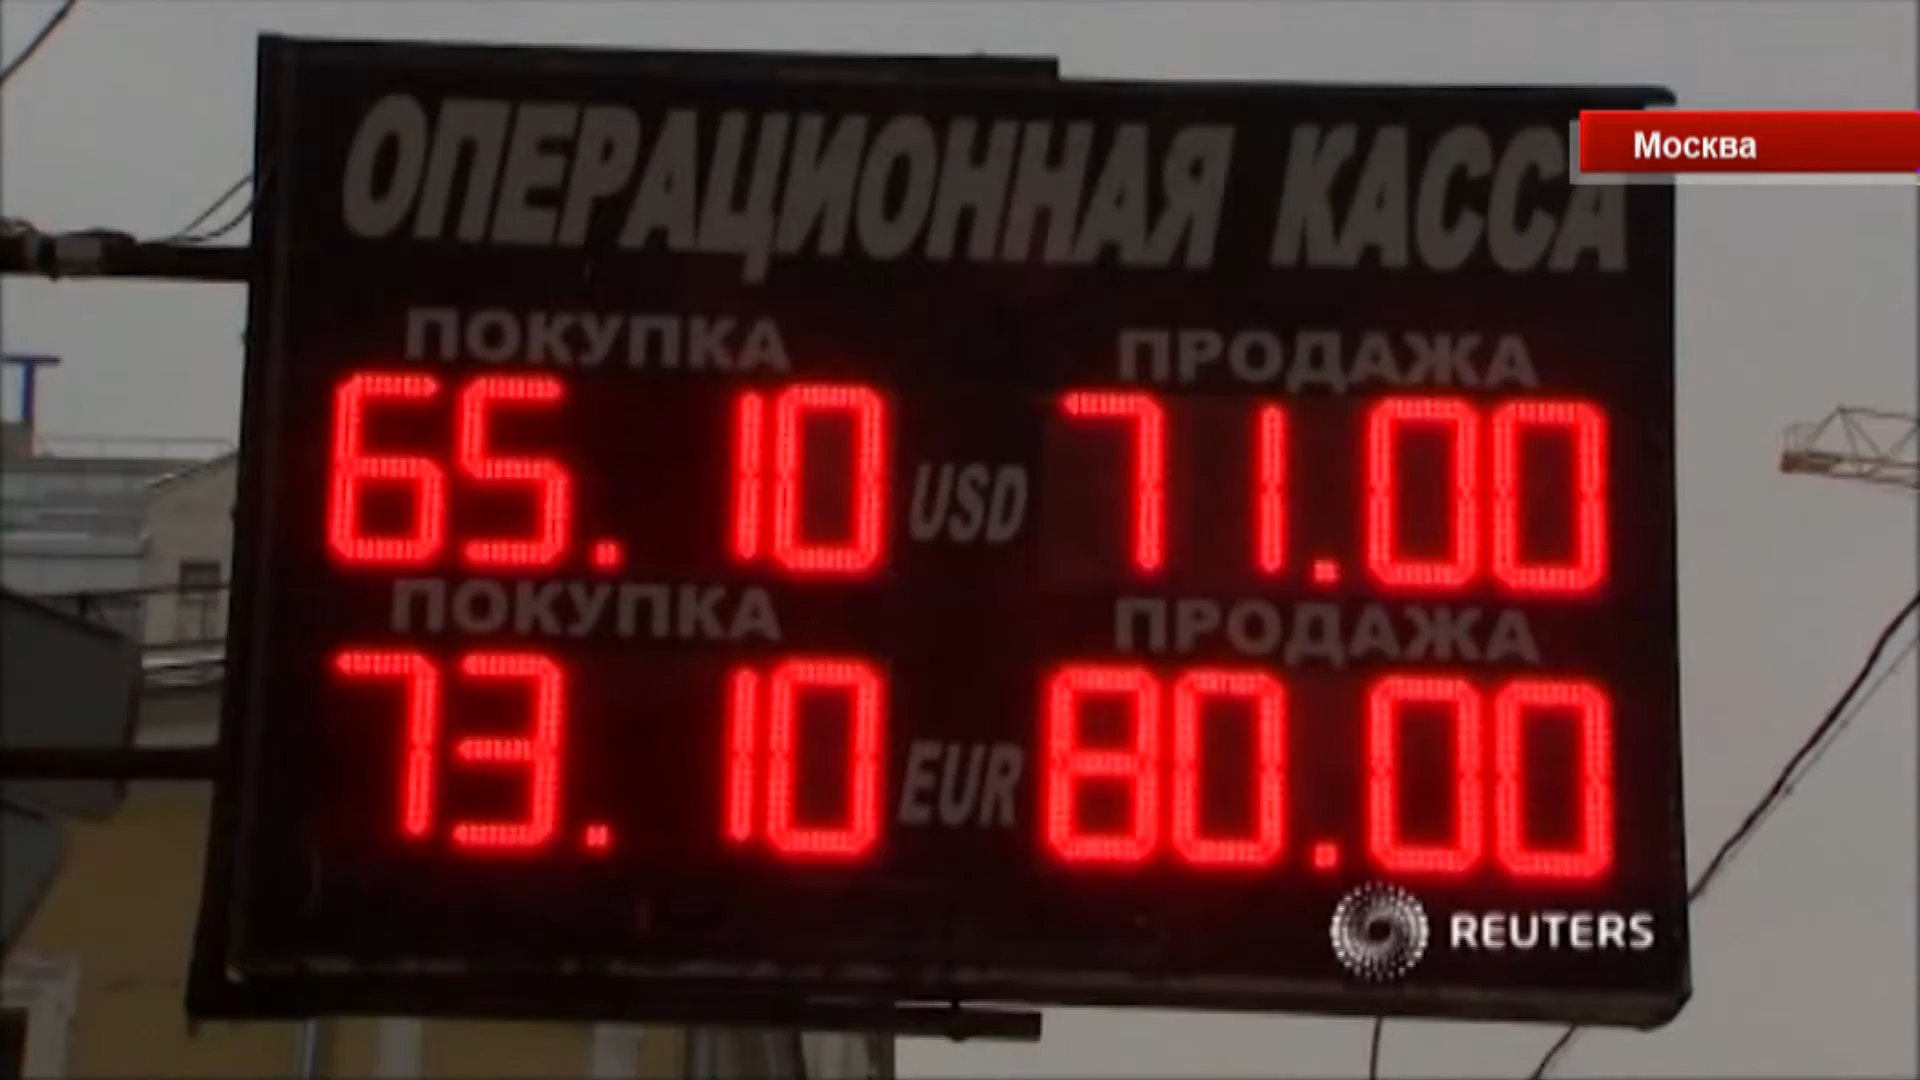 ОПЕРАЦИОННАЯ КАССА
Москва
ПОКУПКА ПРОДАЖА
65.10 USD 71.00
ПОКУПКА ПРОДАЖА
73.10 EUR 80.00
REUTERS